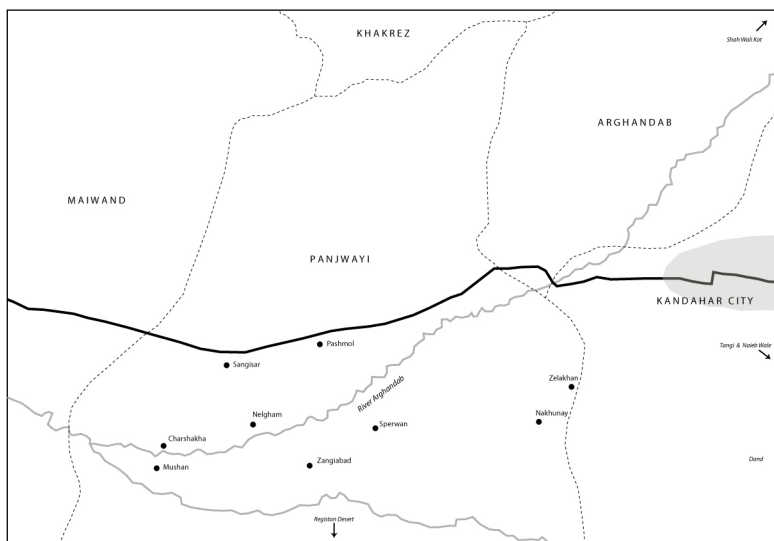 KHAKREZ
Shah Wali Kot
ARGHANDAB
MAIWAND
PANJWAYI
KANDAHAR CITY
Pashmol
Tangi & Naieb Wale
Sangisar
River Arghandab
Zelakhan
Nelgham
Sperwan
Nakhunay
Charshakha
Mushan
Zangiabad
Dand
Registan Desert